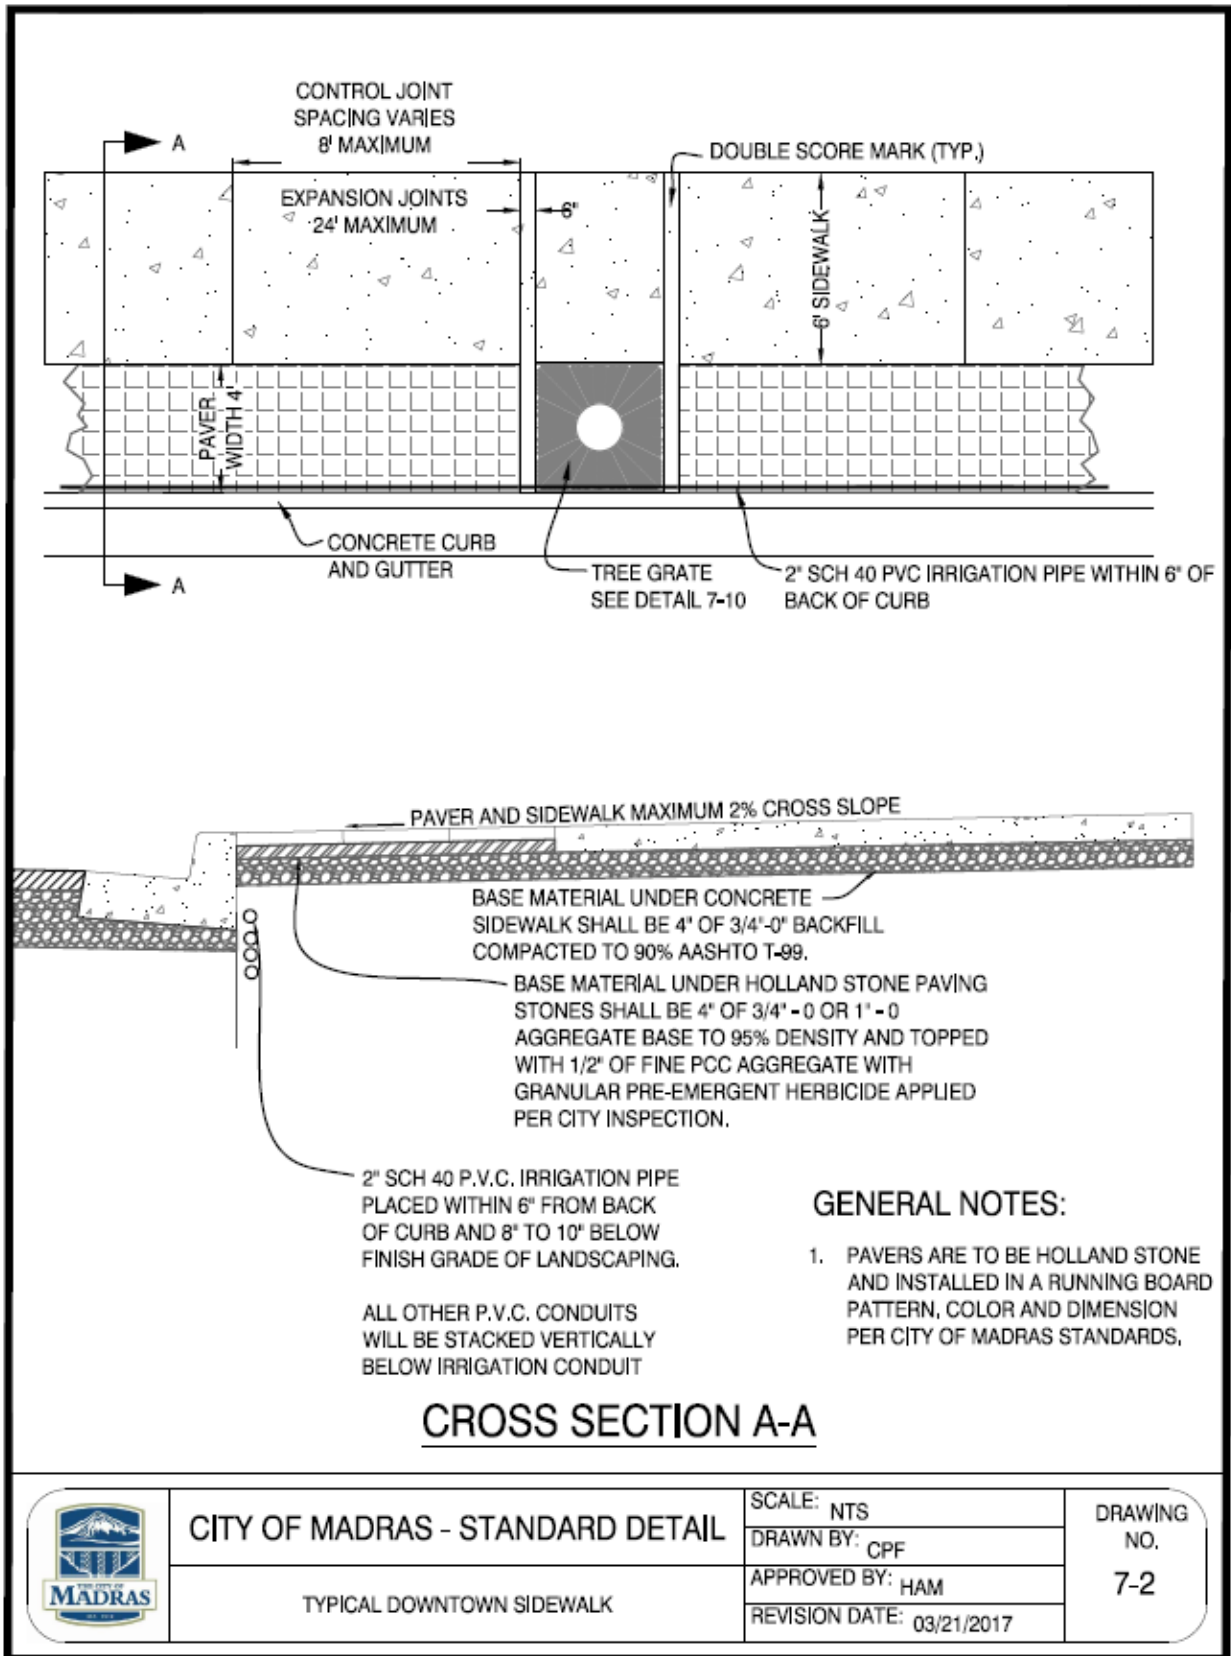 CONTROL JOINT
SPACING VARIES
8' MAXIMUM
A
DOUBLE SCORE MARK (TYP.)
EXPANSION JOINTS
24' MAXIMUM
6"
6' SIDEWALK
PAVER
WIDTH 4'
CONCRETE CURB
AND GUTTER
A
TREE GRATE
SEE DETAIL 7-10
2" SCH 40 PVC IRRIGATION PIPE WITHIN 6" OF
BACK OF CURB
PAVER AND SIDEWALK MAXIMUM 2% CROSS SLOPE
BASE MATERIAL UNDER CONCRETE
SIDEWALK SHALL BE 4" OF 3/4"-0" BACKFILL
COMPACTED TO 90% AASHTO T-99.
BASE MATERIAL UNDER HOLLAND STONE PAVING
STONES SHALL BE 4" OF 3/4" - 0 OR 1" - 0
AGGREGATE BASE TO 95% DENSITY AND TOPPED
WITH 1/2" OF FINE PCC AGGREGATE WITH
GRANULAR PRE-EMERGENT HERBICIDE APPLIED
PER CITY INSPECTION.
2" SCH 40 P.V.C. IRRIGATION PIPE
PLACED WITHIN 6" FROM BACK
OF CURB AND 8" TO 10" BELOW
FINISH GRADE OF LANDSCAPING.
ALL OTHER P.V.C. CONDUITS
WILL BE STACKED VERTICALLY
BELOW IRRIGATION CONDUIT
GENERAL NOTES:
1. PAVERS ARE TO BE HOLLAND STONE
AND INSTALLED IN A RUNNING BOARD
PATTERN, COLOR AND DIMENSION
PER CITY OF MADRAS STANDARDS.
CROSS SECTION A-A
THE CITY OF
MADRAS
CITY OF MADRAS - STANDARD DETAIL
TYPICAL DOWNTOWN SIDEWALK
SCALE: NTS
DRAWN BY: CPF
APPROVED BY: HAM
REVISION DATE: 03/21/2017
DRAWING
NO.
7-2